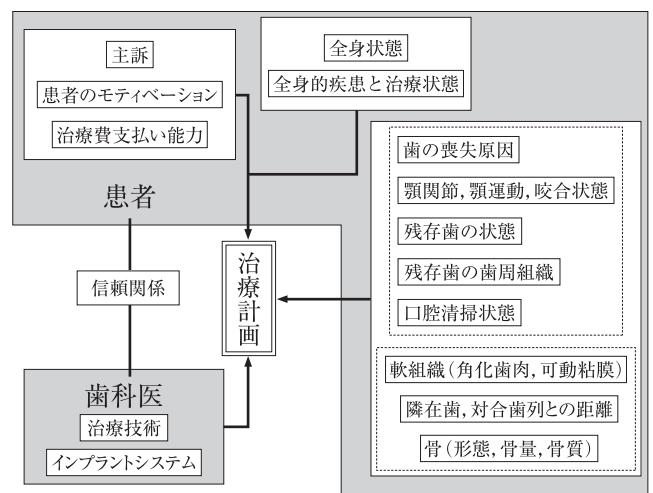 主訴
患者のモティベーション
治療費支払い能力
全身状態
全身的疾患と治療状態
患者
信頼関係
歯科医
治療技術
インプラントシステム
治療計画
歯の喪失原因
顎関節，顎運動，咬合状態
残存歯の状態
残存歯の歯周組織
口腔清掃状態
軟組織（角化歯肉，可動粘膜）
隣在歯，対合歯列との距離
骨（形態，骨量，骨質）